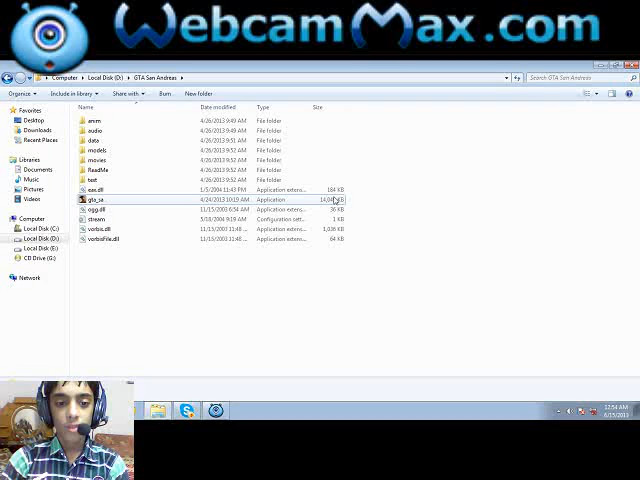 WebcamMax.com
Computer ▸ Local Disk (D:) ▸ GTA San Andreas ▸
Search GTA San Andreas
Organize ▾ Include in library ▾ Share with ▾ Burn New folder
Name Date modified Type Size
Favorites
Desktop
Downloads
Recent Places
Libraries
Documents
Music
Pictures
Videos
Computer
Local Disk (C:)
Local Disk (D:)
Local Disk (E:)
CD Drive (G:)
Network
anim 4/26/2013 9:49 AM File folder
audio 4/26/2013 9:49 AM File folder
data 4/26/2013 9:51 AM File folder
models 4/26/2013 9:52 AM File folder
movies 4/26/2013 9:52 AM File folder
ReadMe 4/26/2013 9:52 AM File folder
text 4/26/2013 9:52 AM File folder
eax.dll 1/5/2004 11:43 PM Application extens... 184 KB
gta_sa 4/24/2013 10:19 AM Application KB
ogg.dll 11/15/2003 6:54 AM Application extens... 36 KB
stream 5/18/2004 9:19 AM Configuration sett... 1 KB
vorbis.dll 11/15/2003 11:48 ... Application extens... 1,036 KB
vorbisFile.dll 11/15/2003 11:48 ... Application extens... 64 KB
12:54 AM
6/15/2013